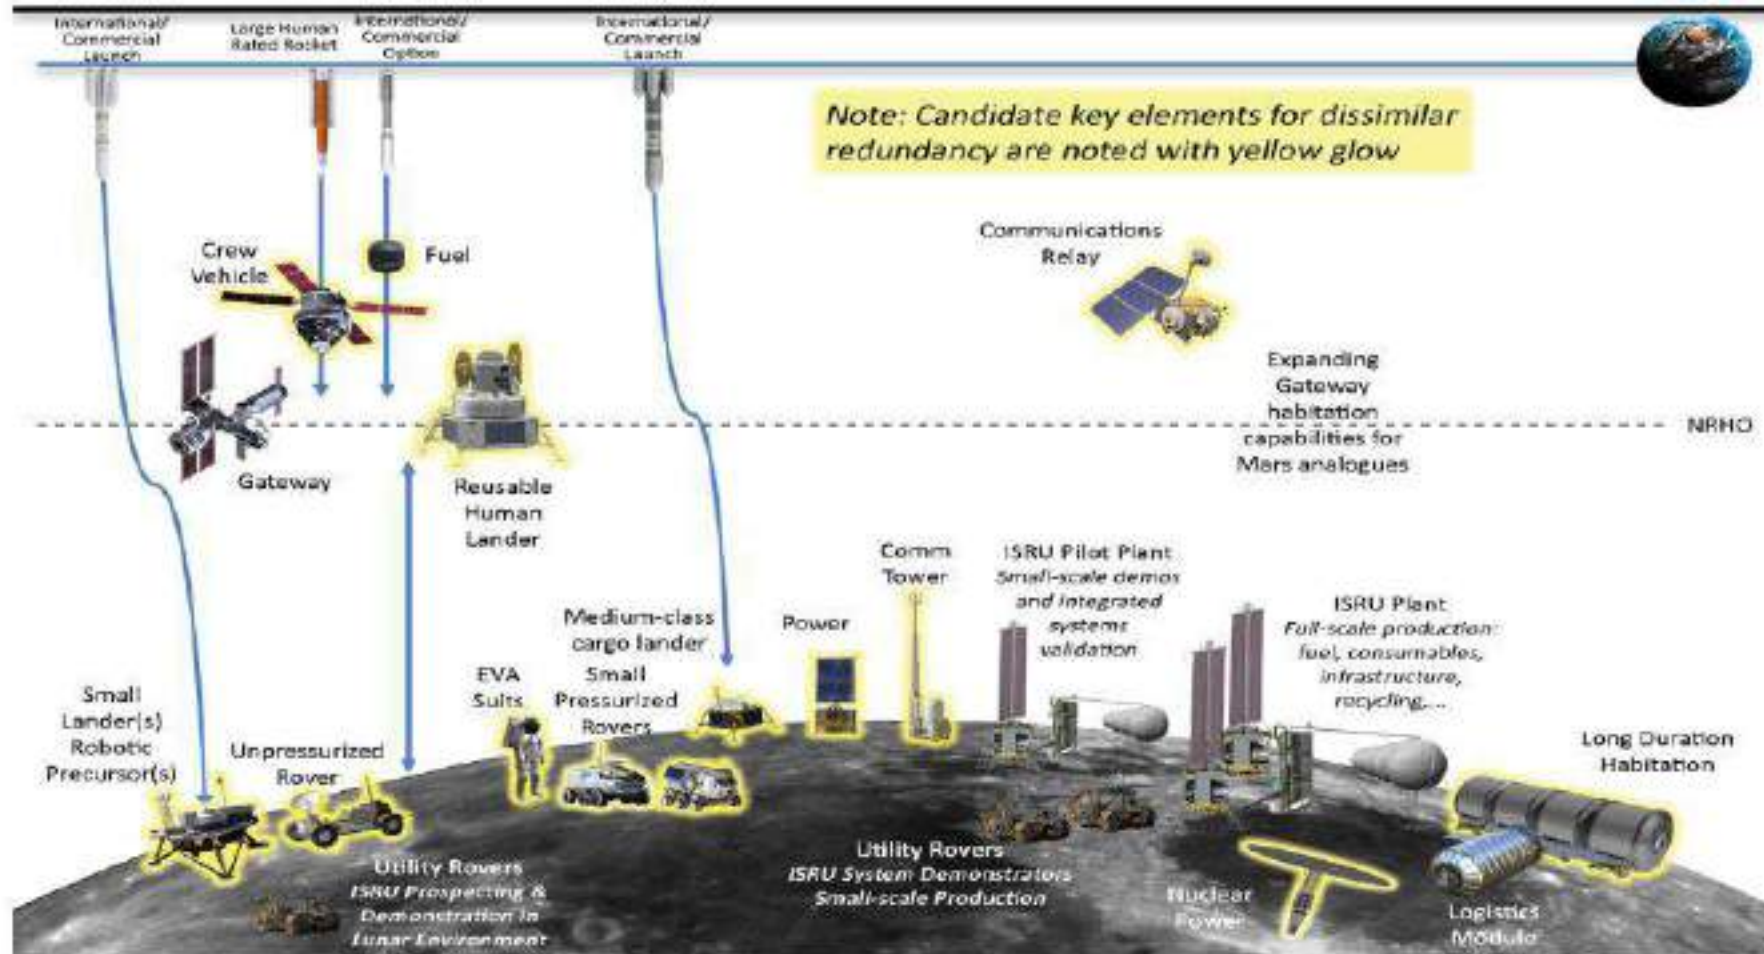 International/
Commercial
Launch
Large Human
Rated Rocket
International/
Commercial
Option
International/
Commercial
Launch
Note: Candidate key elements for dissimilar
redundancy are noted with yellow glow
Crew
Vehicle
Fuel
Communications
Relay
Expanding
Gateway
habitation
capabilities for
Mars analogues
NRHO
Gateway
Reusable
Human
Lander
Comm
Tower
ISRU Pilot Plant
Small-scale demos
and integrated
systems
validation
ISRU Plant
Full-scale production:
fuel, consumables,
infrastructure,
recycling,...
Medium-class
cargo lander
Power
EVA
Suits
Small
Pressurized
Rovers
Small
Lander(s)
Robotic
Precursor(s)
Unpressurized
Rover
Long Duration
Habitation
Utility Rovers
ISRU Prospecting &
Demonstration in
Lunar Environment
Utility Rovers
ISRU System Demonstrators
Small-scale Production
Nuclear
Power
Logistics
Module